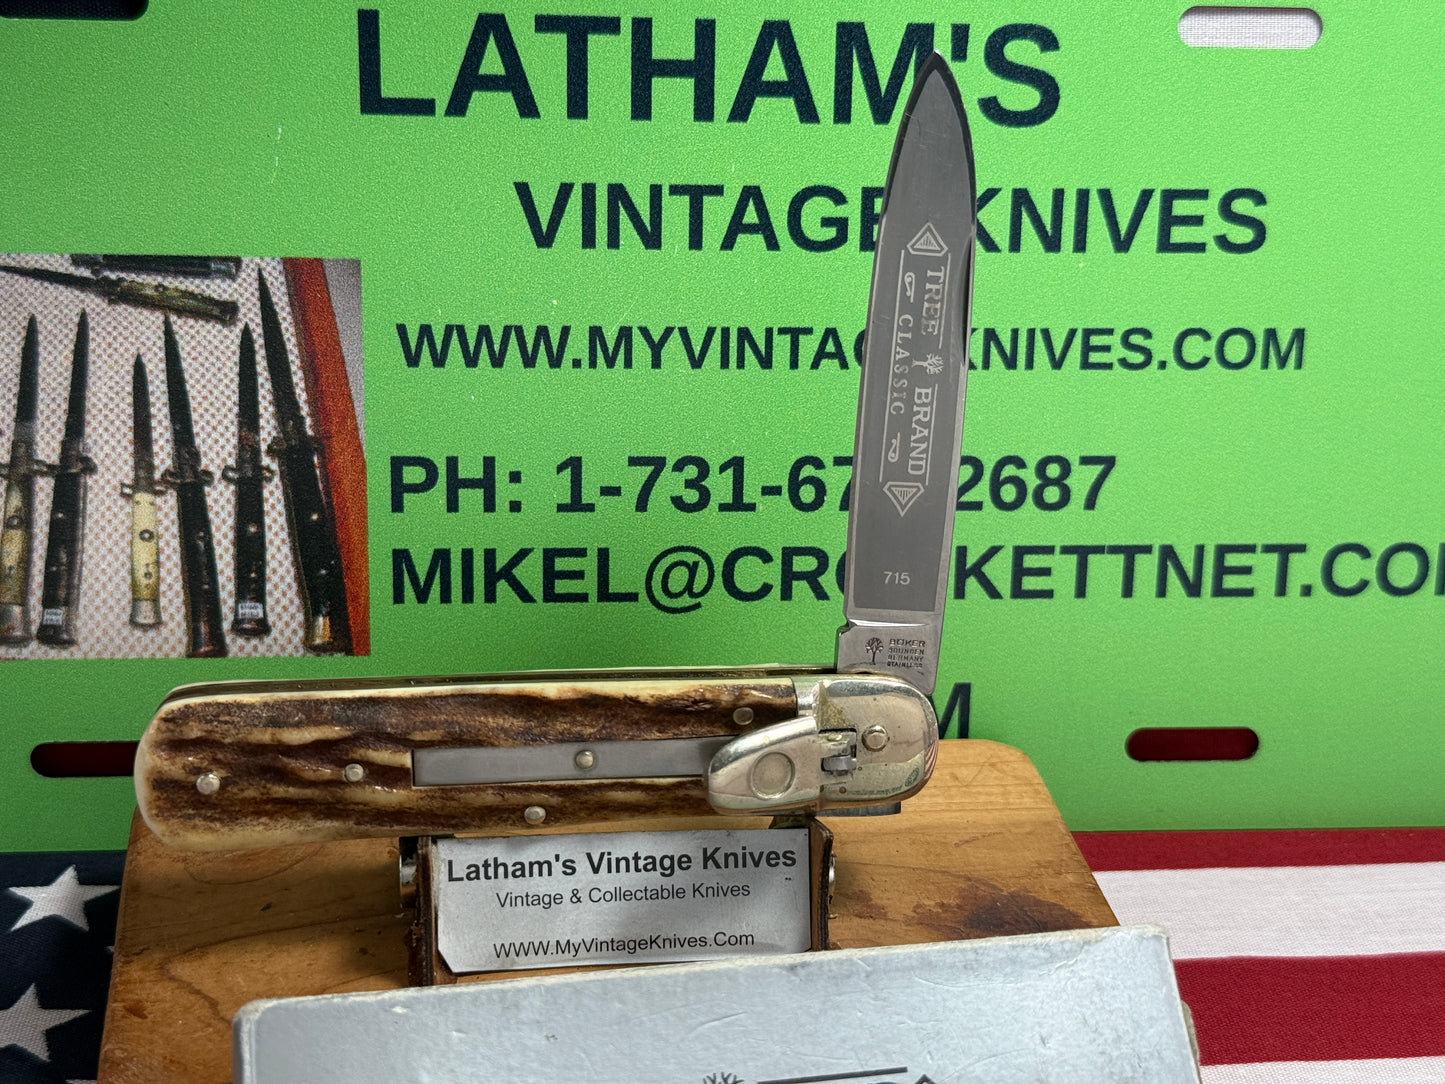 LATHAM'S
VINTAGE KNIVES
WWW.MYVINTAG KNIVES.COM
PH: 1-731-67 2687
MIKEL@CRO KETTNET.CO
M
TREE BRAND
CLASSIC
715
BOKER
SOLINGEN
GERMANY
STAINLESS
Latham's Vintage Knives
Vintage & Collectable Knives
WWW.MyVintageKnives.Com